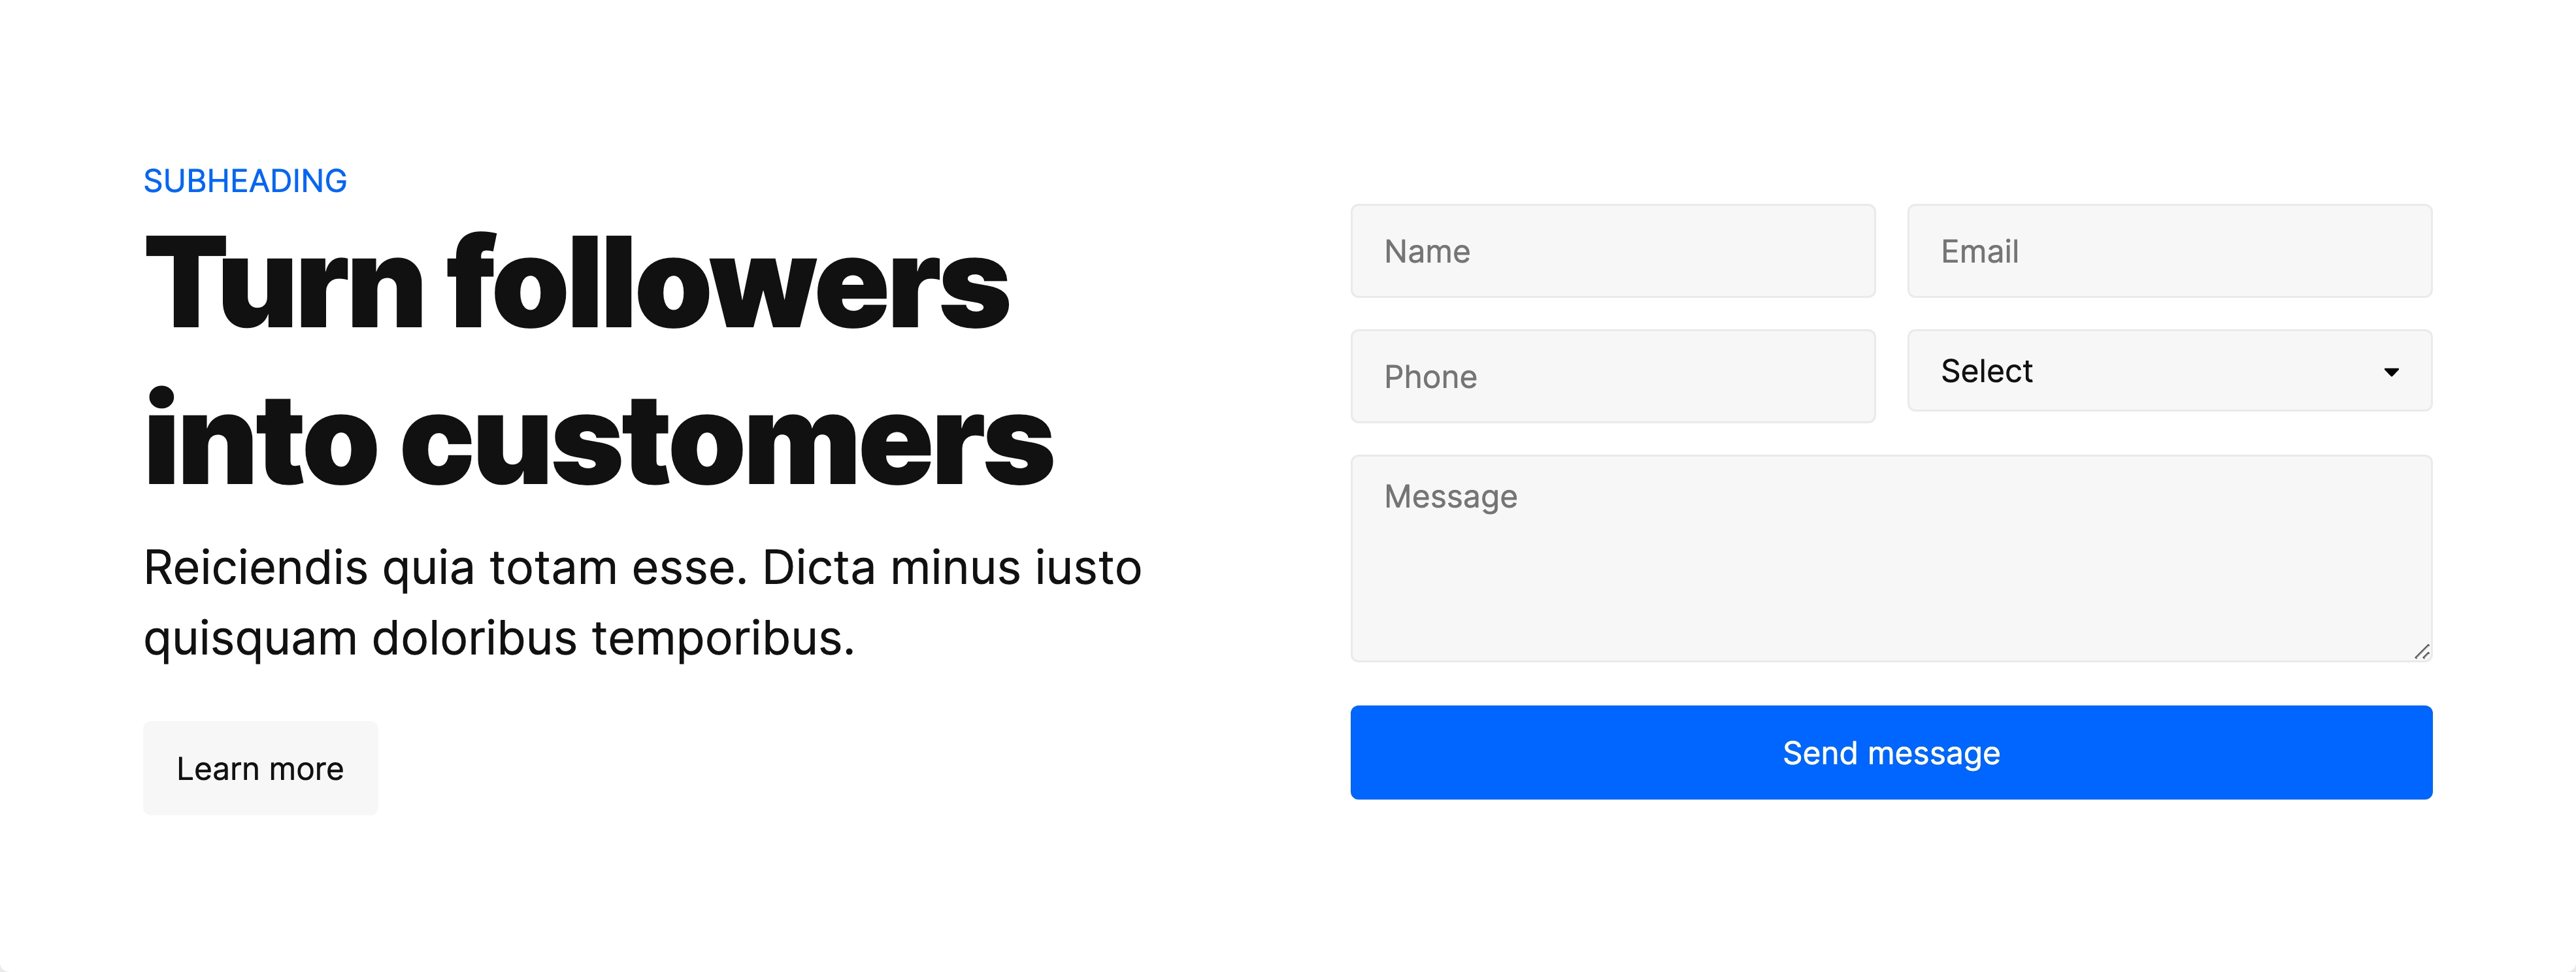 SUBHEADING
Turn followers
into customers
Reiciendis quia totam esse. Dicta minus iusto
quisquam doloribus temporibus.
Learn more
Name
Email
Phone
Select
Message
Send message